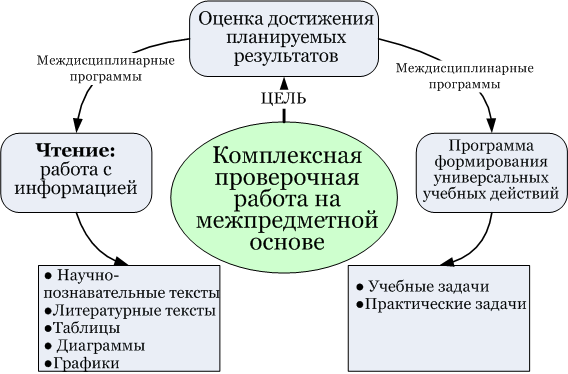 Оценка достижения
планируемых
результатов
Междисциплинарные
программы
Междисциплинарные
программы
ЦЕЛЬ
Чтение:
работа с
информацией
Комплексная
проверочная
работа на
межпредметной
основе
Программа
формирования
универсальных
учебных действий
● Научно-
познавательные тексты
●Литературные тексты
●Таблицы
● Диаграммы
●Графики
● Учебные задачи
●Практические задачи